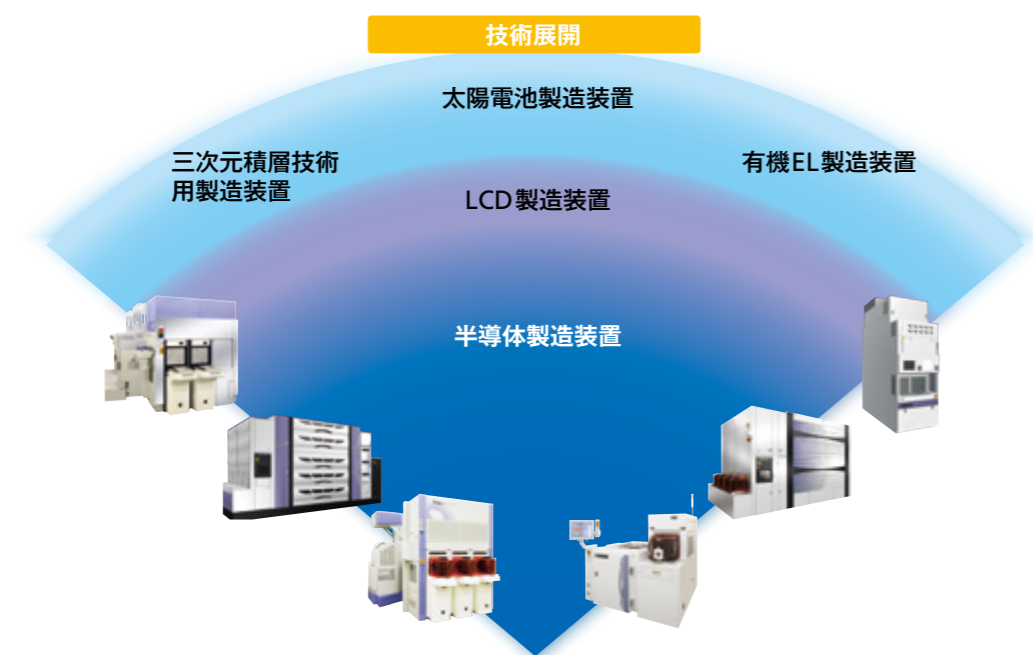 技術展開
太陽電池製造装置
三次元積層技術
用製造装置
有機EL製造装置
LCD製造装置
半導体製造装置